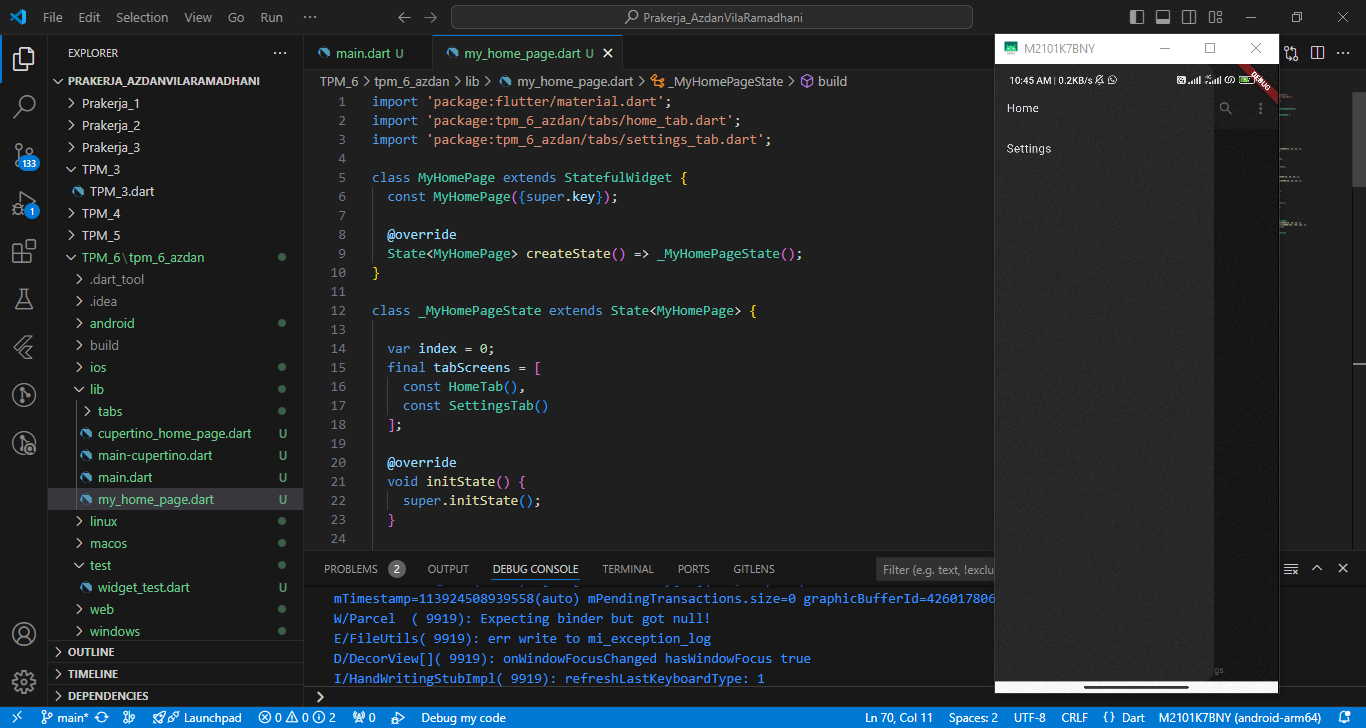 File Edit Selection View Go Run ··· Prakerja_AzdanVilaRamadhani
EXPLORER
PRAKERJA_AZDANVILARAMADHANI
Prakerja_1
Prakerja_2
Prakerja_3
TPM_3
TPM_3.dart
TPM_4
TPM_5
TPM_6\tpm_6_azdan
.dart_tool
.idea
android
build
ios
lib
tabs
cupertino_home_page.dart U
main-cupertino.dart U
main.dart U
my_home_page.dart U
linux
macos
test
widget_test.dart U
web
windows
OUTLINE
TIMELINE
DEPENDENCIES
133
1
main.dart U my_home_page.dart U
TPM_6 > tpm_6_azdan > lib > my_home_page.dart > _MyHomePageState > build
1 import 'package:flutter/material.dart';
2 import 'package:tpm_6_azdan/tabs/home_tab.dart';
3 import 'package:tpm_6_azdan/tabs/settings_tab.dart';
4
5 class MyHomePage extends StatefulWidget {
6 const MyHomePage({super.key});
7
8 @override
9 State<MyHomePage> createState() => _MyHomePageState();
10 }
11
12 class _MyHomePageState extends State<MyHomePage> {
13
14 var index = 0;
15 final tabScreens = [
16 const HomeTab(),
17 const SettingsTab()
18 ];
19
20 @override
21 void initState() {
22 super.initState();
23 }
24
PROBLEMS 2 OUTPUT DEBUG CONSOLE TERMINAL PORTS GITLENS Filter (e.g. text, !exclu
mTimestamp=113924508939558(auto) mPendingTransactions.size=0 graphicBufferId=426017806
W/Parcel ( 9919): Expecting binder but got null!
E/FileUtils( 9919): err write to mi_exception_log
D/DecorView[]( 9919): onWindowFocusChanged hasWindowFocus true
I/HandWritingStubImpl( 9919): refreshLastKeyboardType: 1
M2101K7BNY
10:45 AM | 0.2KB/s
DEBUG
Home
Settings
gs
main* Launchpad 0 0 2 0 Debug my code Ln 70, Col 11 Spaces: 2 UTF-8 CRLF {} Dart M2101K7BNY (android-arm64)